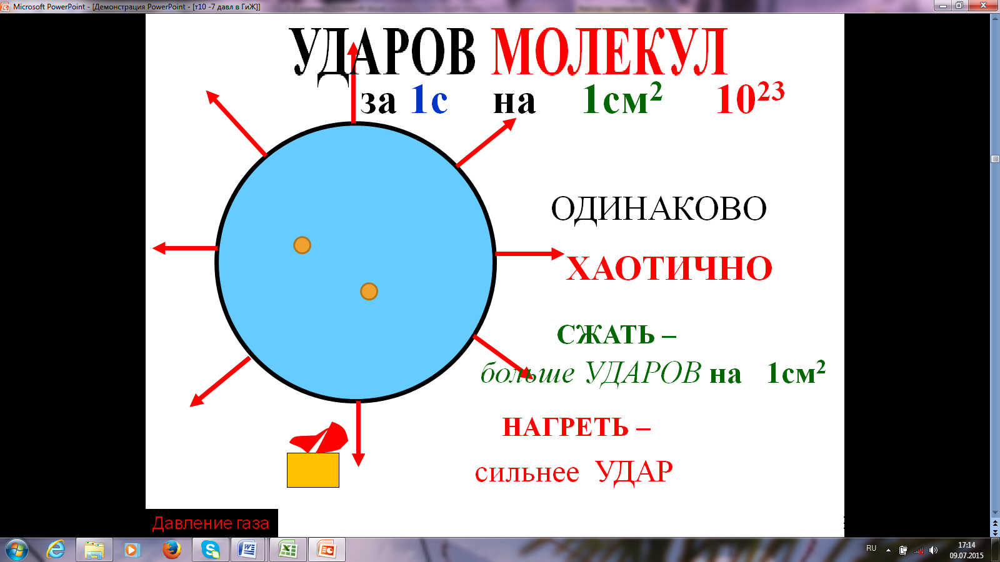 Microsoft PowerPoint - [Демонстрация PowerPoint - [т10 -7 давл в ГиЖ]]
УДАРОВ МОЛЕКУЛ
за 1с на 1см² 10²³
ОДИНАКОВО
ХАОТИЧНО
СЖАТЬ –
больше УДАРОВ на 1см²
НАГРЕТЬ –
сильнее УДАР
Давление газа
RU
17:14
09.07.2015